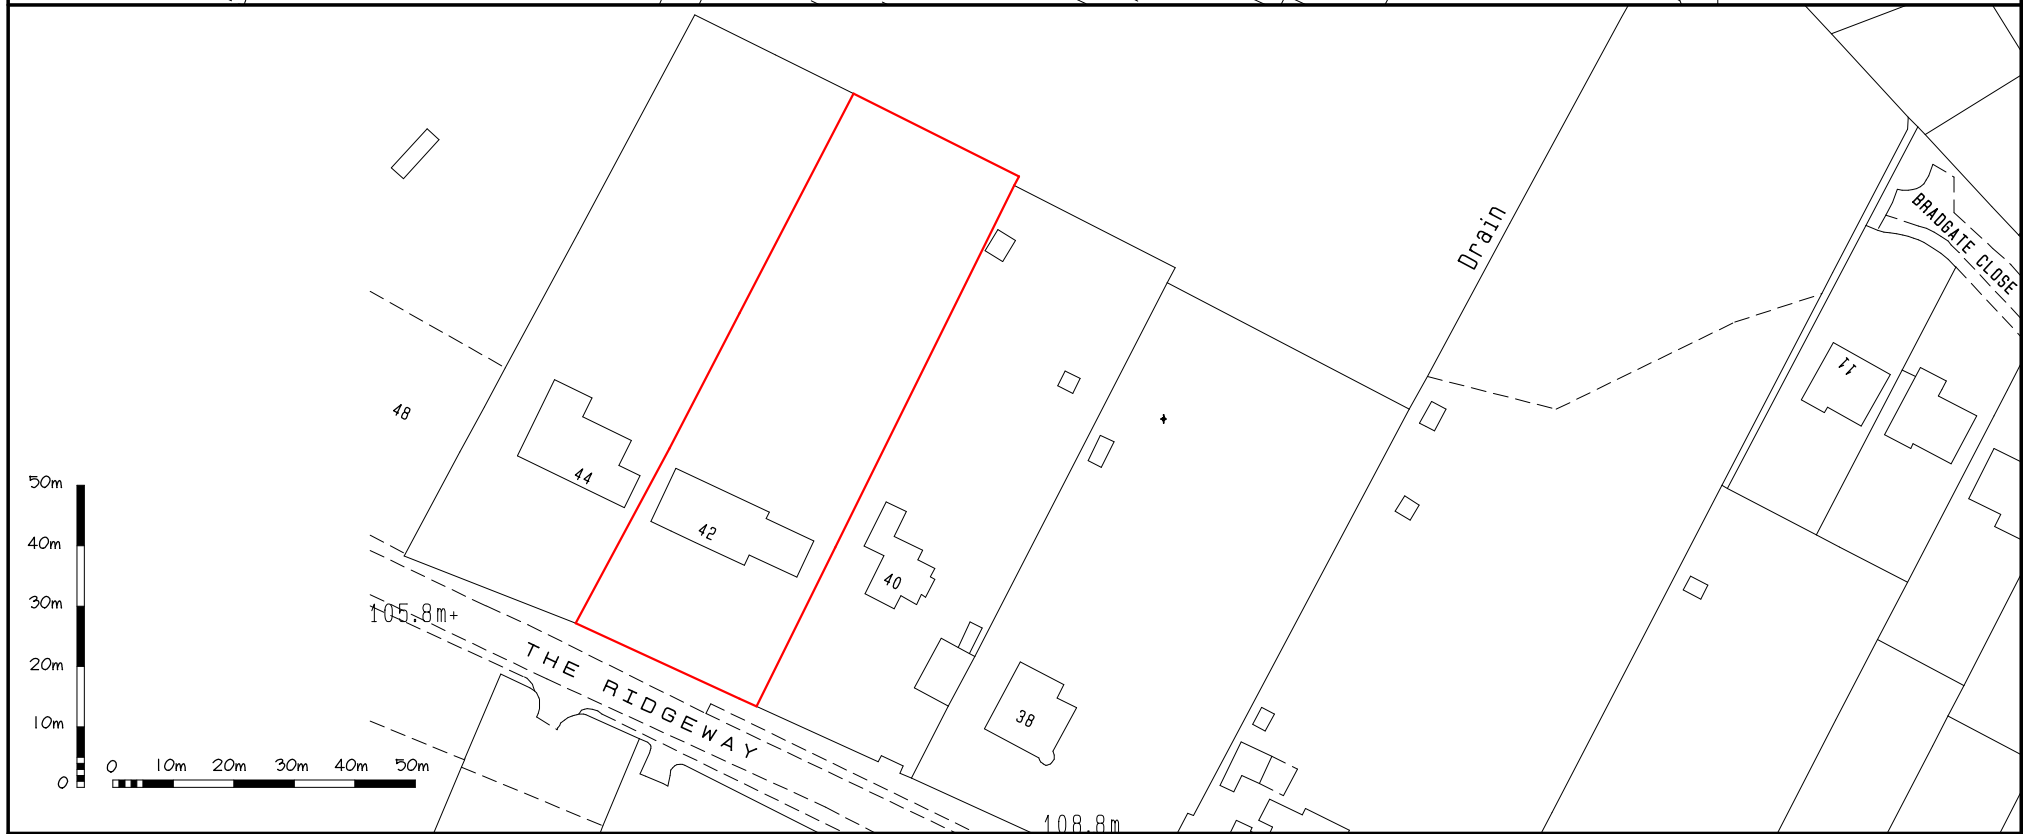 Drain
BRADGATE CLOSE
11
48
44
42
40
38
105.8m+
THE RIDGEWAY
108.8m
50m
40m
30m
20m
10m
0
0 10m 20m 30m 40m 50m